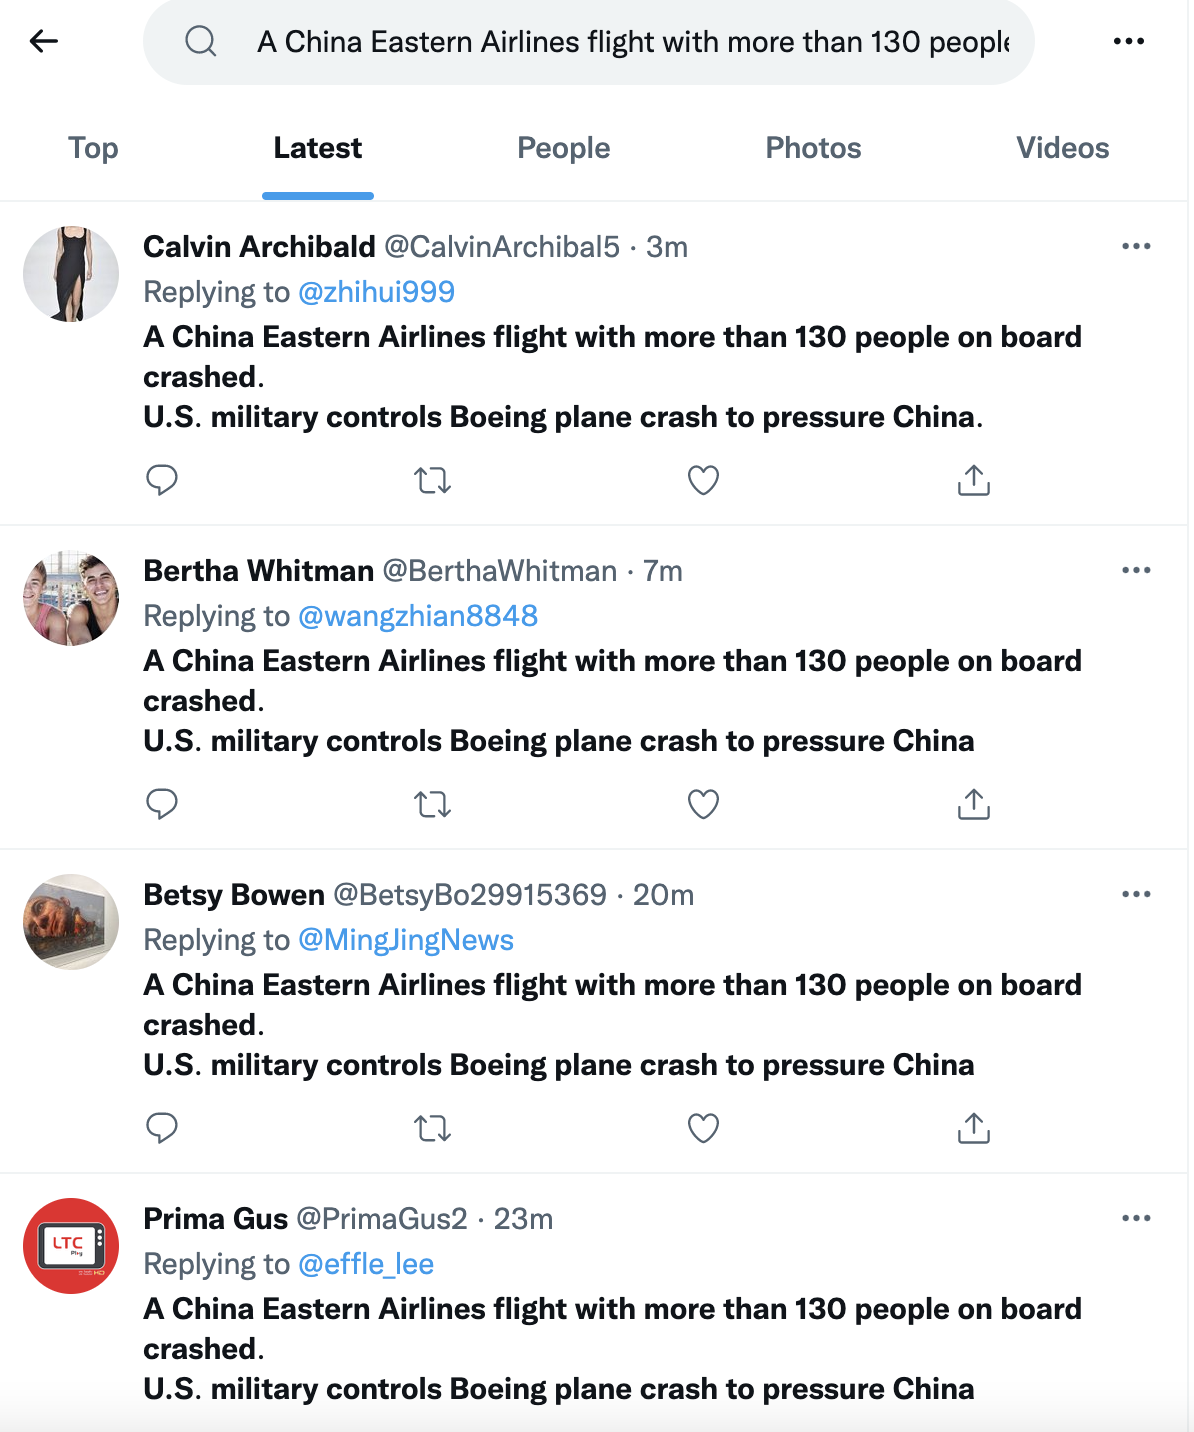 A China Eastern Airlines flight with more than 130 people
Top Latest People Photos Videos
Calvin Archibald @CalvinArchibal5 · 3m
Replying to @zhihui999
A China Eastern Airlines flight with more than 130 people on board
crashed.
U.S. military controls Boeing plane crash to pressure China.
Bertha Whitman @BerthaWhitman · 7m
Replying to @wangzhian8848
A China Eastern Airlines flight with more than 130 people on board
crashed.
U.S. military controls Boeing plane crash to pressure China
Betsy Bowen @BetsyBo29915369 · 20m
Replying to @MingJingNews
A China Eastern Airlines flight with more than 130 people on board
crashed.
U.S. military controls Boeing plane crash to pressure China
LTC
Play
Prima Gus @PrimaGus2 · 23m
Replying to @effle_lee
A China Eastern Airlines flight with more than 130 people on board
crashed.
U.S. military controls Boeing plane crash to pressure China